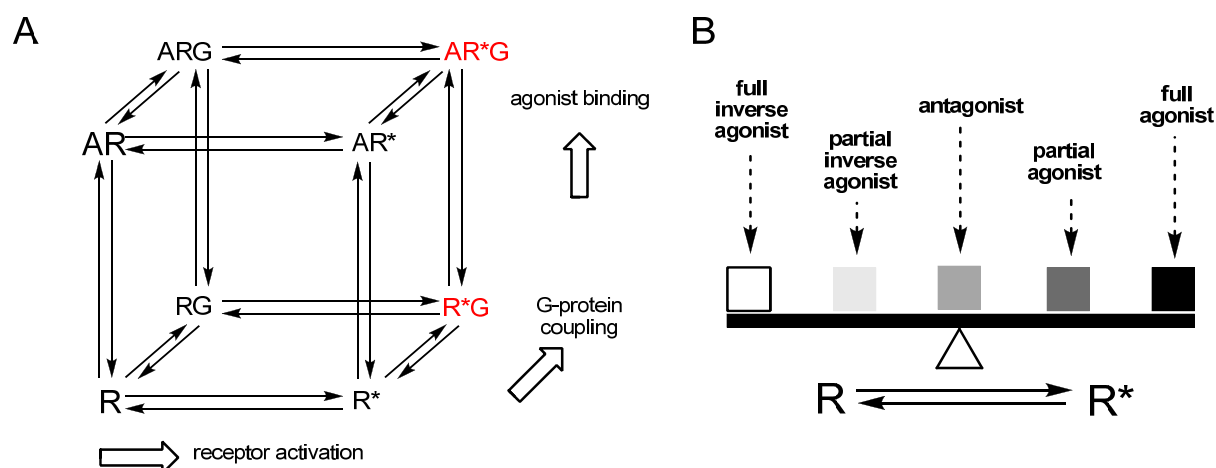 A
ARG
AR*G
AR
AR*
RG
R*G
R
R*
agonist binding
G-protein
coupling
receptor activation
B
full
inverse
agonist
partial
inverse
agonist
antagonist
partial
agonist
full
agonist
R
R*